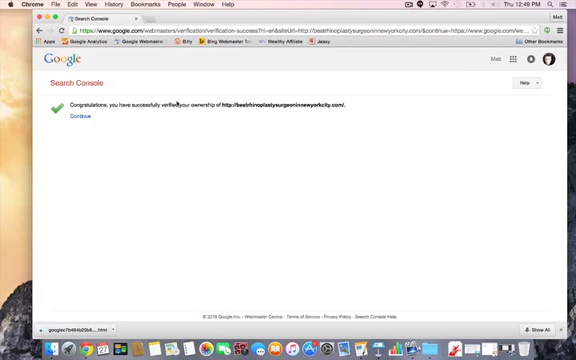 Chrome File Edit View History Bookmarks People Window Help
Thu 12:49 PM
Search Console
Matt
https://www.google.com/webmasters/verification/verification-success?hl=en&siteUrl=http://bestrhinoplastysurgeoninnewyorkcity.com/&continue=https://www.google.com/we...
Apps Google Analytics Google Webmaste Bitly Bing Webmaster Tools Wealthy Affiliate Jaaxy Other Bookmarks
Google
Matt
Search Console
Help
Congratulations, you have successfully verified your ownership of http://bestrhinoplastysurgeoninnewyorkcity.com/.
Continue
© 2015 Google Inc. - Webmaster Central - Terms of Service - Privacy Policy - Search Console Help
googlec7b464b20b6....html
Show All